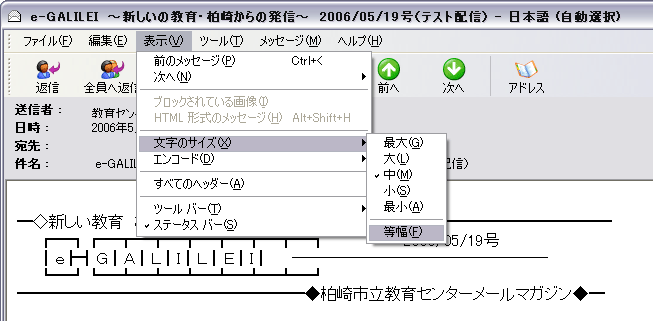 e-GALILEI ～新しいの教育・柏崎からの発信～ 2006/05/19号(テスト配信) - 日本語 (自動選択)
ファイル(F) 編集(E) 表示(V) ツール(T) メッセージ(M) ヘルプ(H)
返信 全員へ返信 前へ 次へ アドレス
前のメッセージ(P) Ctrl+<
次へ(N)
ブロックされている画像(I)
HTML 形式のメッセージ(H) Alt+Shift+H
文字のサイズ(X)
エンコード(D)
すべてのヘッダー(A)
ツール バー(T)
ステータス バー(S)
最大(G)
大(L)
中(M)
小(S)
最小(A)
等幅(F)
送信者： 教育セン
日時： 2006年5
宛先：
件名： e-GALIL 信)
━◇新しい教育
2006/05/19号
e G A L I L E I
◆柏崎市立教育センターメールマガジン◆